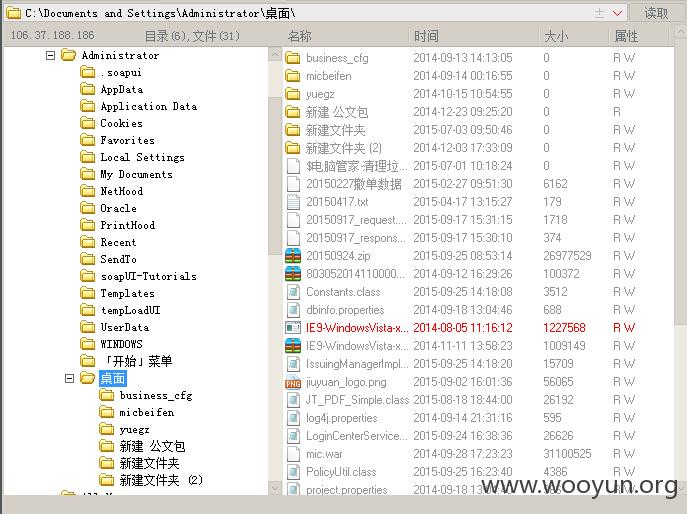 C:\Documents and Settings\Administrator\桌面\ 读取
106.37.188.186 目录(6),文件(31) 名称 时间 大小 属性
Administrator
.soapui
AppData
Application Data
Cookies
Favorites
Local Settings
My Documents
NetHood
Oracle
PrintHood
Recent
SendTo
soapUI-Tutorials
Templates
tempLoadUI
UserData
WINDOWS
「开始」菜单
桌面
business_cfg
micbeifen
yuegz
新建 公文包
新建文件夹
新建文件夹 (2)
business_cfg 2014-09-13 14:13:05 0 R W
micbeifen 2014-09-14 00:16:55 0 R W
yuegz 2014-10-15 10:54:55 0 R W
新建 公文包 2014-12-23 09:25:20 0 R
新建文件夹 2015-07-03 09:50:46 0 R W
新建文件夹 (2) 2014-12-03 17:33:09 0 R W
$电脑管家·清理垃... 2015-07-01 10:18:24 0 R W
20150227撤单数据 2015-02-27 09:51:30 6162 R W
20150417.txt 2015-04-17 13:15:27 179 R W
20150917_request.... 2015-09-17 15:31:15 1718 R W
20150917_respons... 2015-09-17 15:30:10 374 R W
20150924.zip 2015-09-25 08:53:14 26977529 R W
803052014110000... 2014-09-12 16:29:26 100372 R W
Constants.class 2015-09-25 14:18:08 3512 R W
dbinfo.properties 2014-09-18 13:04:46 688 R W
IE9-WindowsVista-x... 2014-08-05 11:16:12 1227568 R W
IE9-WindowsVista-x... 2014-11-11 13:58:23 1009149 R W
IssuingManagerImpl... 2015-09-25 14:18:20 15709 R W
jiuyuan_logo.png 2015-09-02 16:01:36 56065 R W
JT_PDF_Simple.class 2015-08-18 18:44:00 26192 R W
log4j.properties 2014-09-14 21:31:16 595 R W
LoginCenterService... 2015-09-24 16:38:36 26626 R W
mic.war 2014-09-28 17:23:23 31100525 R W
PolicyUtil.class 2015-09-25 16:23:20 4386 R W
project.properties 2014-09-18 13:04:40 890 R W
www.wooyun.org